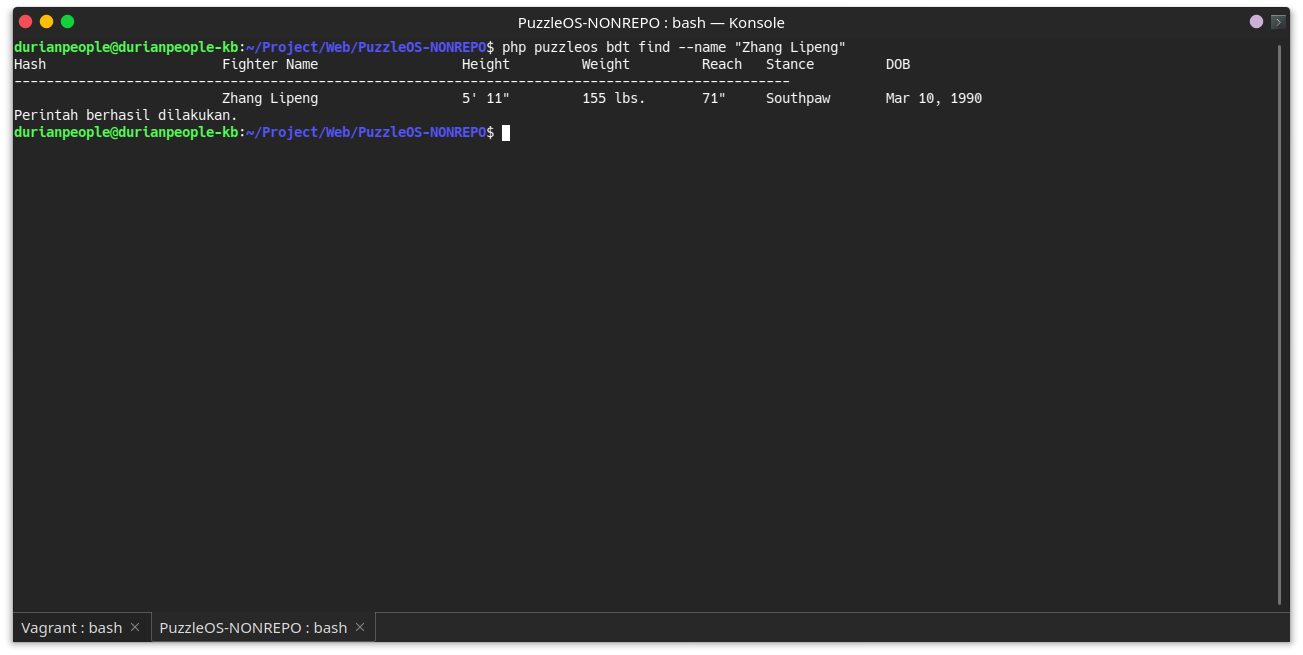 PuzzleOS-NONREPO : bash — Konsole
durianpeople@durianpeople-kb:~/Project/Web/PuzzleOS-NONREPO$ php puzzleos bdt find --name "Zhang Lipeng"
Hash Fighter Name Height Weight Reach Stance DOB
-------------------------------------------------------------------------------------------------
Zhang Lipeng 5' 11" 155 lbs. 71" Southpaw Mar 10, 1990
Perintah berhasil dilakukan.
durianpeople@durianpeople-kb:~/Project/Web/PuzzleOS-NONREPO$
Vagrant : bash PuzzleOS-NONREPO : bash